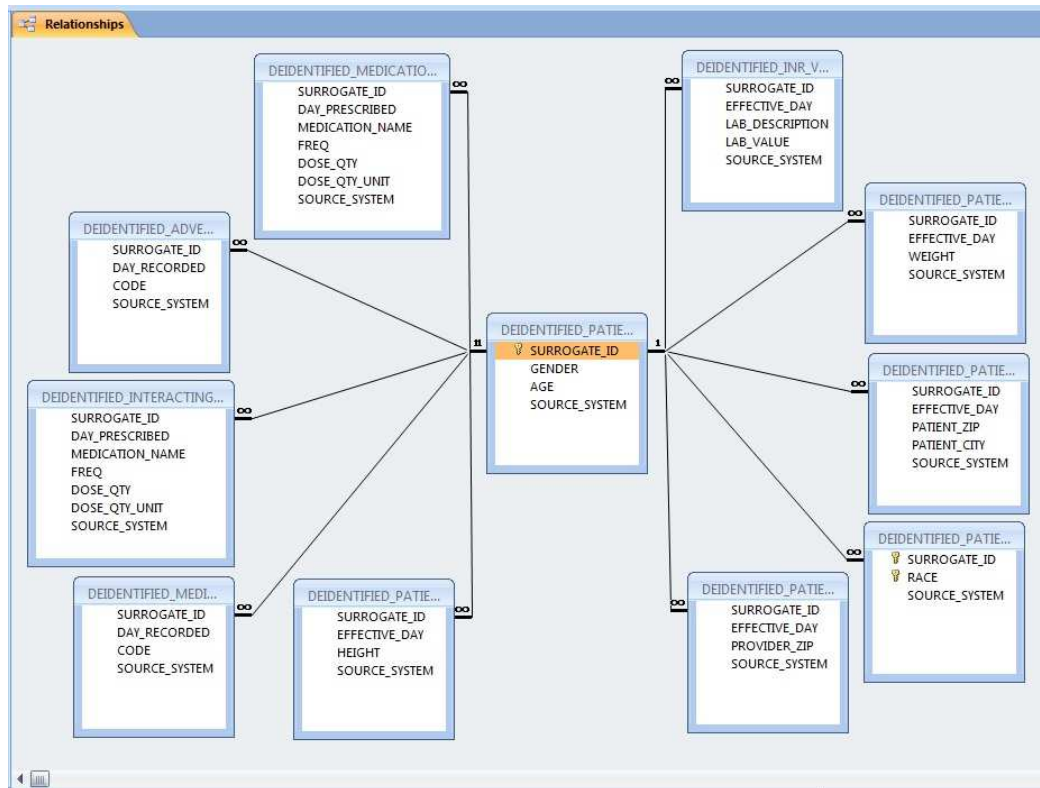 Relationships
DEIDENTIFIED_MEDICATIO...
SURROGATE_ID
DAY_PRESCRIBED
MEDICATION_NAME
FREQ
DOSE_QTY
DOSE_QTY_UNIT
SOURCE_SYSTEM
DEIDENTIFIED_INR_V...
SURROGATE_ID
EFFECTIVE_DAY
LAB_DESCRIPTION
LAB_VALUE
SOURCE_SYSTEM
DEIDENTIFIED_ADVE...
SURROGATE_ID
DAY_RECORDED
CODE
SOURCE_SYSTEM
DEIDENTIFIED_PATIE...
SURROGATE_ID
EFFECTIVE_DAY
WEIGHT
SOURCE_SYSTEM
DEIDENTIFIED_PATIE...
SURROGATE_ID
GENDER
AGE
SOURCE_SYSTEM
DEIDENTIFIED_INTERACTING...
SURROGATE_ID
DAY_PRESCRIBED
MEDICATION_NAME
FREQ
DOSE_QTY
DOSE_QTY_UNIT
SOURCE_SYSTEM
DEIDENTIFIED_PATIE...
SURROGATE_ID
EFFECTIVE_DAY
PATIENT_ZIP
PATIENT_CITY
SOURCE_SYSTEM
DEIDENTIFIED_MEDI...
SURROGATE_ID
DAY_RECORDED
CODE
SOURCE_SYSTEM
DEIDENTIFIED_PATIE...
SURROGATE_ID
EFFECTIVE_DAY
HEIGHT
SOURCE_SYSTEM
DEIDENTIFIED_PATIE...
SURROGATE_ID
EFFECTIVE_DAY
PROVIDER_ZIP
SOURCE_SYSTEM
DEIDENTIFIED_PATIE...
SURROGATE_ID
RACE
SOURCE_SYSTEM